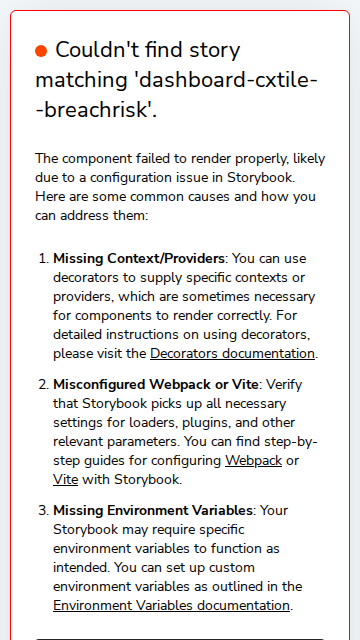 Couldn't find story
matching 'dashboard-cxtile-
-breachrisk'.
The component failed to render properly, likely
due to a configuration issue in Storybook.
Here are some common causes and how you
can address them:
1. Missing Context/Providers: You can use
decorators to supply specific contexts or
providers, which are sometimes necessary
for components to render correctly. For
detailed instructions on using decorators,
please visit the Decorators documentation.
2. Misconfigured Webpack or Vite: Verify
that Storybook picks up all necessary
settings for loaders, plugins, and other
relevant parameters. You can find step-by-
step guides for configuring Webpack or
Vite with Storybook.
3. Missing Environment Variables: Your
Storybook may require specific
environment variables to function as
intended. You can set up custom
environment variables as outlined in the
Environment Variables documentation.